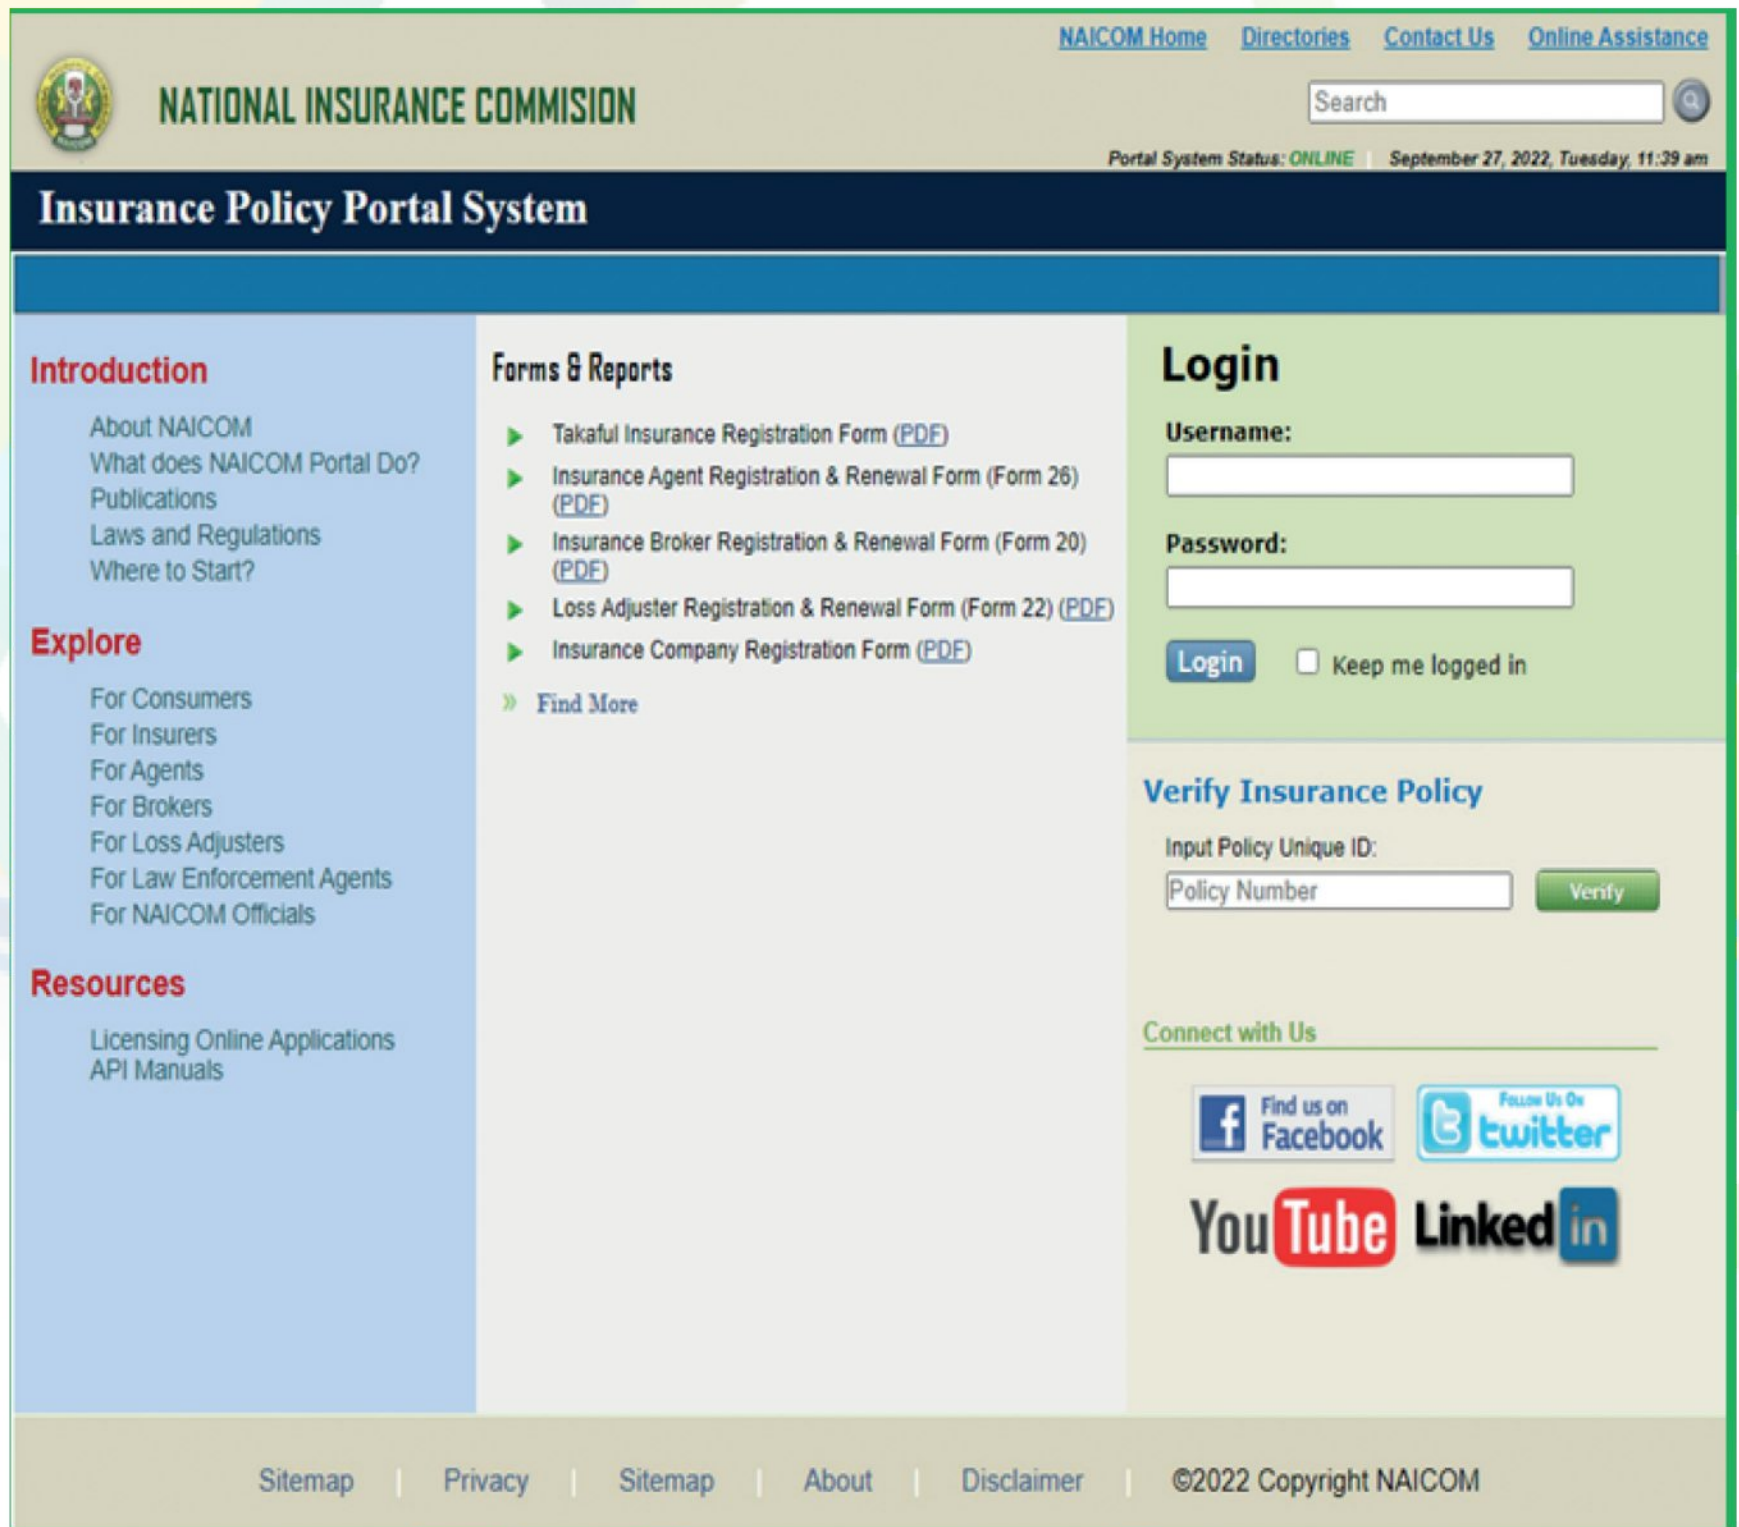 NAICOM Home Directories Contact Us Online Assistance
NATIONAL INSURANCE COMMISION
Search
Portal System Status: ONLINE September 27, 2022, Tuesday, 11:39 am
Insurance Policy Portal System
Introduction
About NAICOM
What does NAICOM Portal Do?
Publications
Laws and Regulations
Where to Start?
Explore
For Consumers
For Insurers
For Agents
For Brokers
For Loss Adjusters
For Law Enforcement Agents
For NAICOM Officials
Resources
Licensing Online Applications
API Manuals
Forms & Reports
Takaful Insurance Registration Form (PDF)
Insurance Agent Registration & Renewal Form (Form 26)
(PDF)
Insurance Broker Registration & Renewal Form (Form 20)
(PDF)
Loss Adjuster Registration & Renewal Form (Form 22) (PDF)
Insurance Company Registration Form (PDF)
» Find More
Login
Username:
Password:
Login Keep me logged in
Verify Insurance Policy
Input Policy Unique ID:
Policy Number Verify
Connect with Us
Find us on
Facebook
Follow Us On
twitter
YouTube Linked in
Sitemap | Privacy | Sitemap | About | Disclaimer | ©2022 Copyright NAICOM